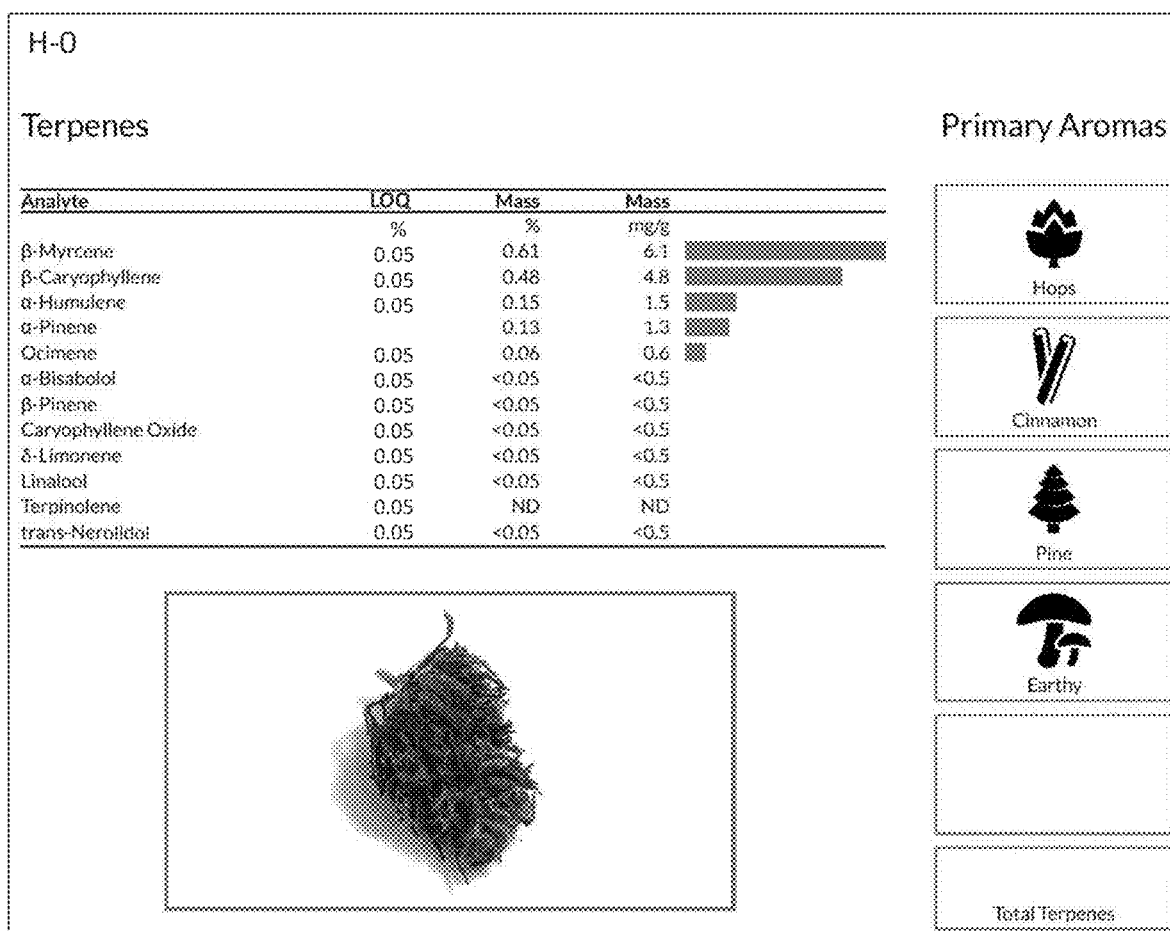 H-0
Terpenes
Analyte LOQ Mass Mass
% % mg/g
β-Myrcene 0.05 0.61 6.1
β-Caryophyllene 0.05 0.48 4.8
α-Humulene 0.05 0.15 1.5
α-Pinene 0.13 1.3
Ocimene 0.05 0.06 0.6
α-Bisabolol 0.05 <0.05 <0.5
β-Pinene 0.05 <0.05 <0.5
Caryophyllene Oxide 0.05 <0.05 <0.5
δ-Limonene 0.05 <0.05 <0.5
Linalool 0.05 <0.05 <0.5
Terpinolene 0.05 ND ND
trans-Nerolidol 0.05 <0.05 <0.5
Primary Aromas
Hops
Cinnamon
Pine
Earthy
Total Terpenes